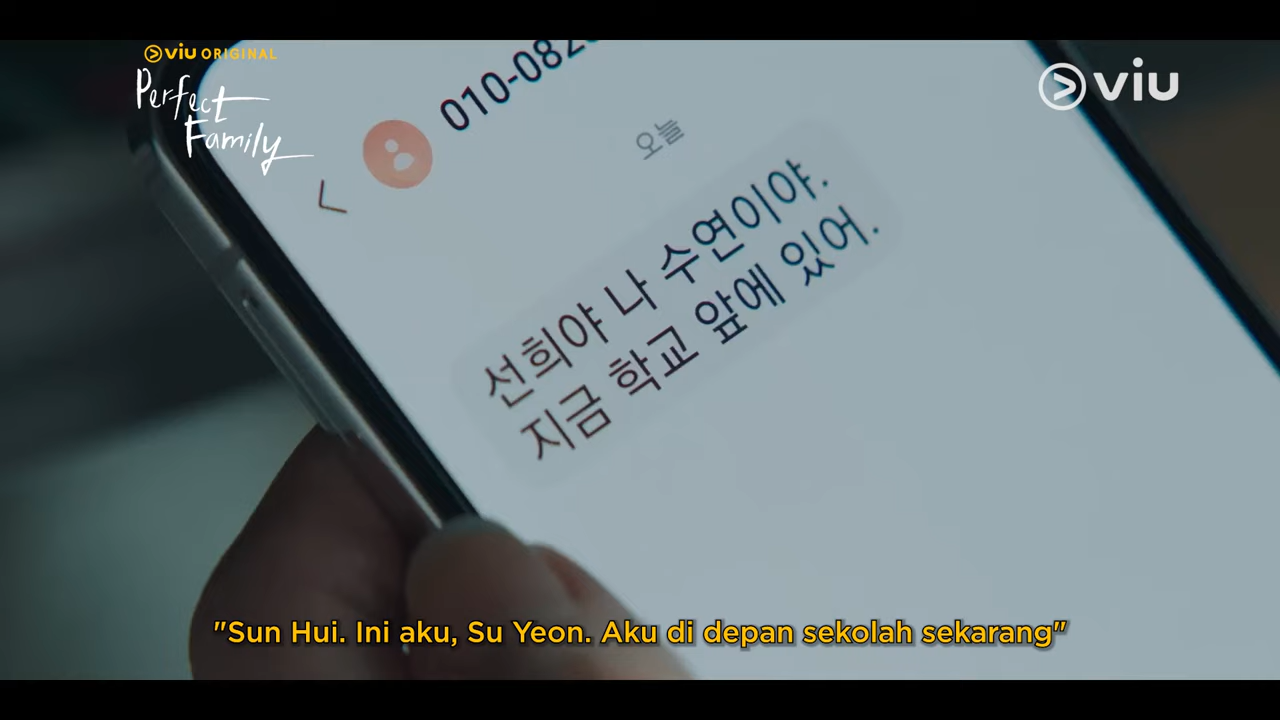 viu ORIGINAL
Perfect
Family
viu
010-082
오늘
선희야 나 수연이야.
지금 학교 앞에 있어.
"Sun Hui. Ini aku, Su Yeon. Aku di depan sekolah sekarang"